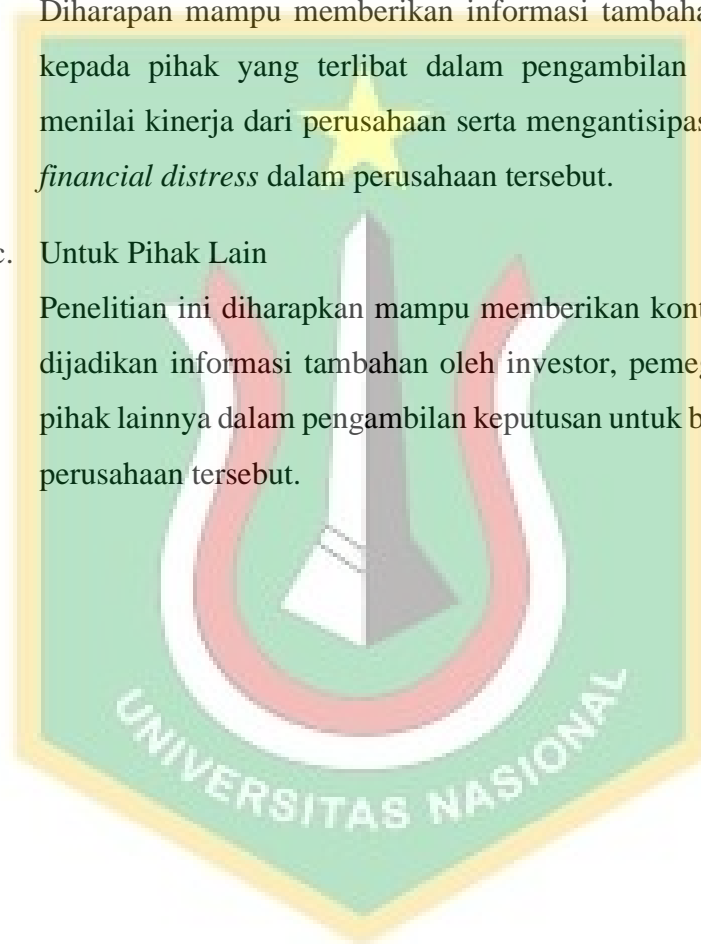 Diharapan mampu memberikan informasi tambaha
kepada pihak yang terlibat dalam pengambilan
menilai kinerja dari perusahaan serta mengantisipas
financial distress dalam perusahaan tersebut.
c. Untuk Pihak Lain
Penelitian ini diharapkan mampu memberikan kont
dijadikan informasi tambahan oleh investor, pemeg
pihak lainnya dalam pengambilan keputusan untuk b
perusahaan tersebut.
UNIVERSITAS NASIONAL